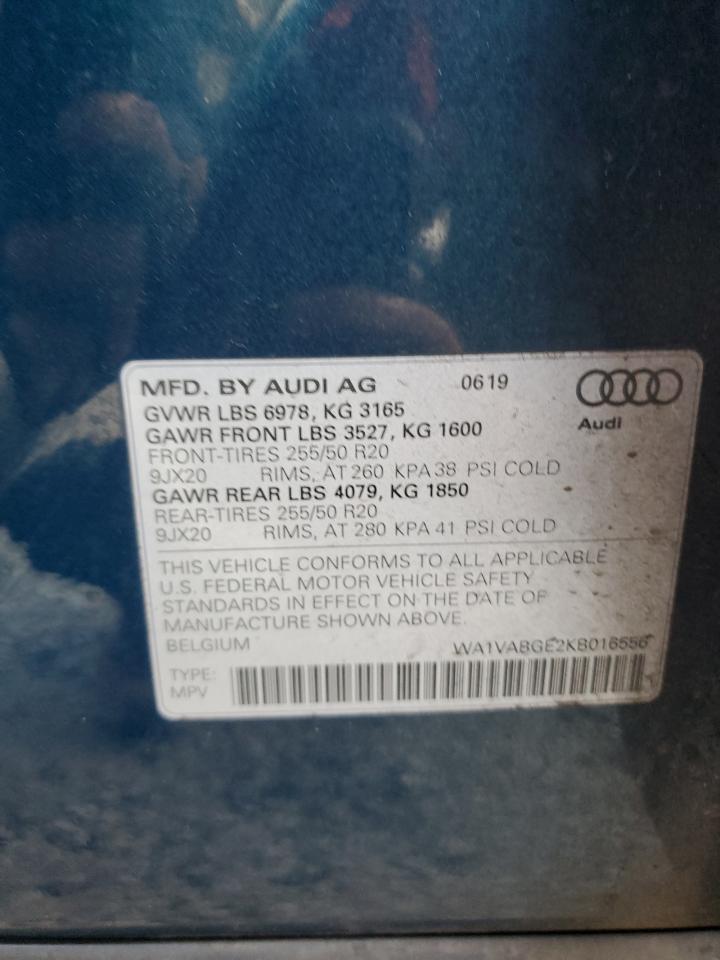 MFD. BY AUDI AG 0619
GVWR LBS 6978, KG 3165
GAWR FRONT LBS 3527, KG 1600
Audi
FRONT-TIRES 255/50 R20
9JX20 RIMS, AT 260 KPA 38 PSI COLD
GAWR REAR LBS 4079, KG 1850
REAR-TIRES 255/50 R20
9JX20 RIMS, AT 280 KPA 41 PSI COLD
THIS VEHICLE CONFORMS TO ALL APPLICABLE
U.S. FEDERAL MOTOR VEHICLE SAFETY
STANDARDS IN EFFECT ON THE DATE OF
MANUFACTURE SHOWN ABOVE.
BELGIUM WA1VABGE2KB016556
TYPE:
MPV